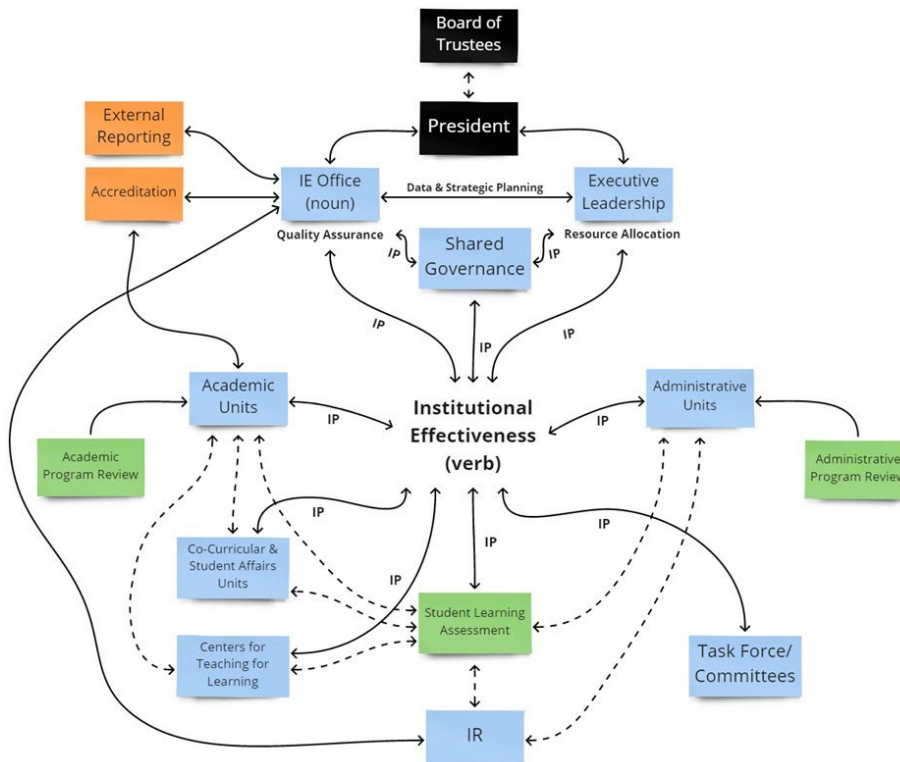 Board of
Trustees
President
External
Reporting
Accreditation
IE Office
(noun)
Data & Strategic Planning
Executive
Leadership
Quality Assurance
Resource Allocation
IP
Shared
Governance
IP
IP
IP
IP
Academic
Units
IP
Institutional
Effectiveness
(verb)
IP
Administrative
Units
Academic
Program Review
Administrative
Program Review
IP
IP
IP
IP
Co-Curricular &
Student Affairs
Units
Student Learning
Assessment
Centers for
Teaching for
Learning
Task Force/
Committees
IR